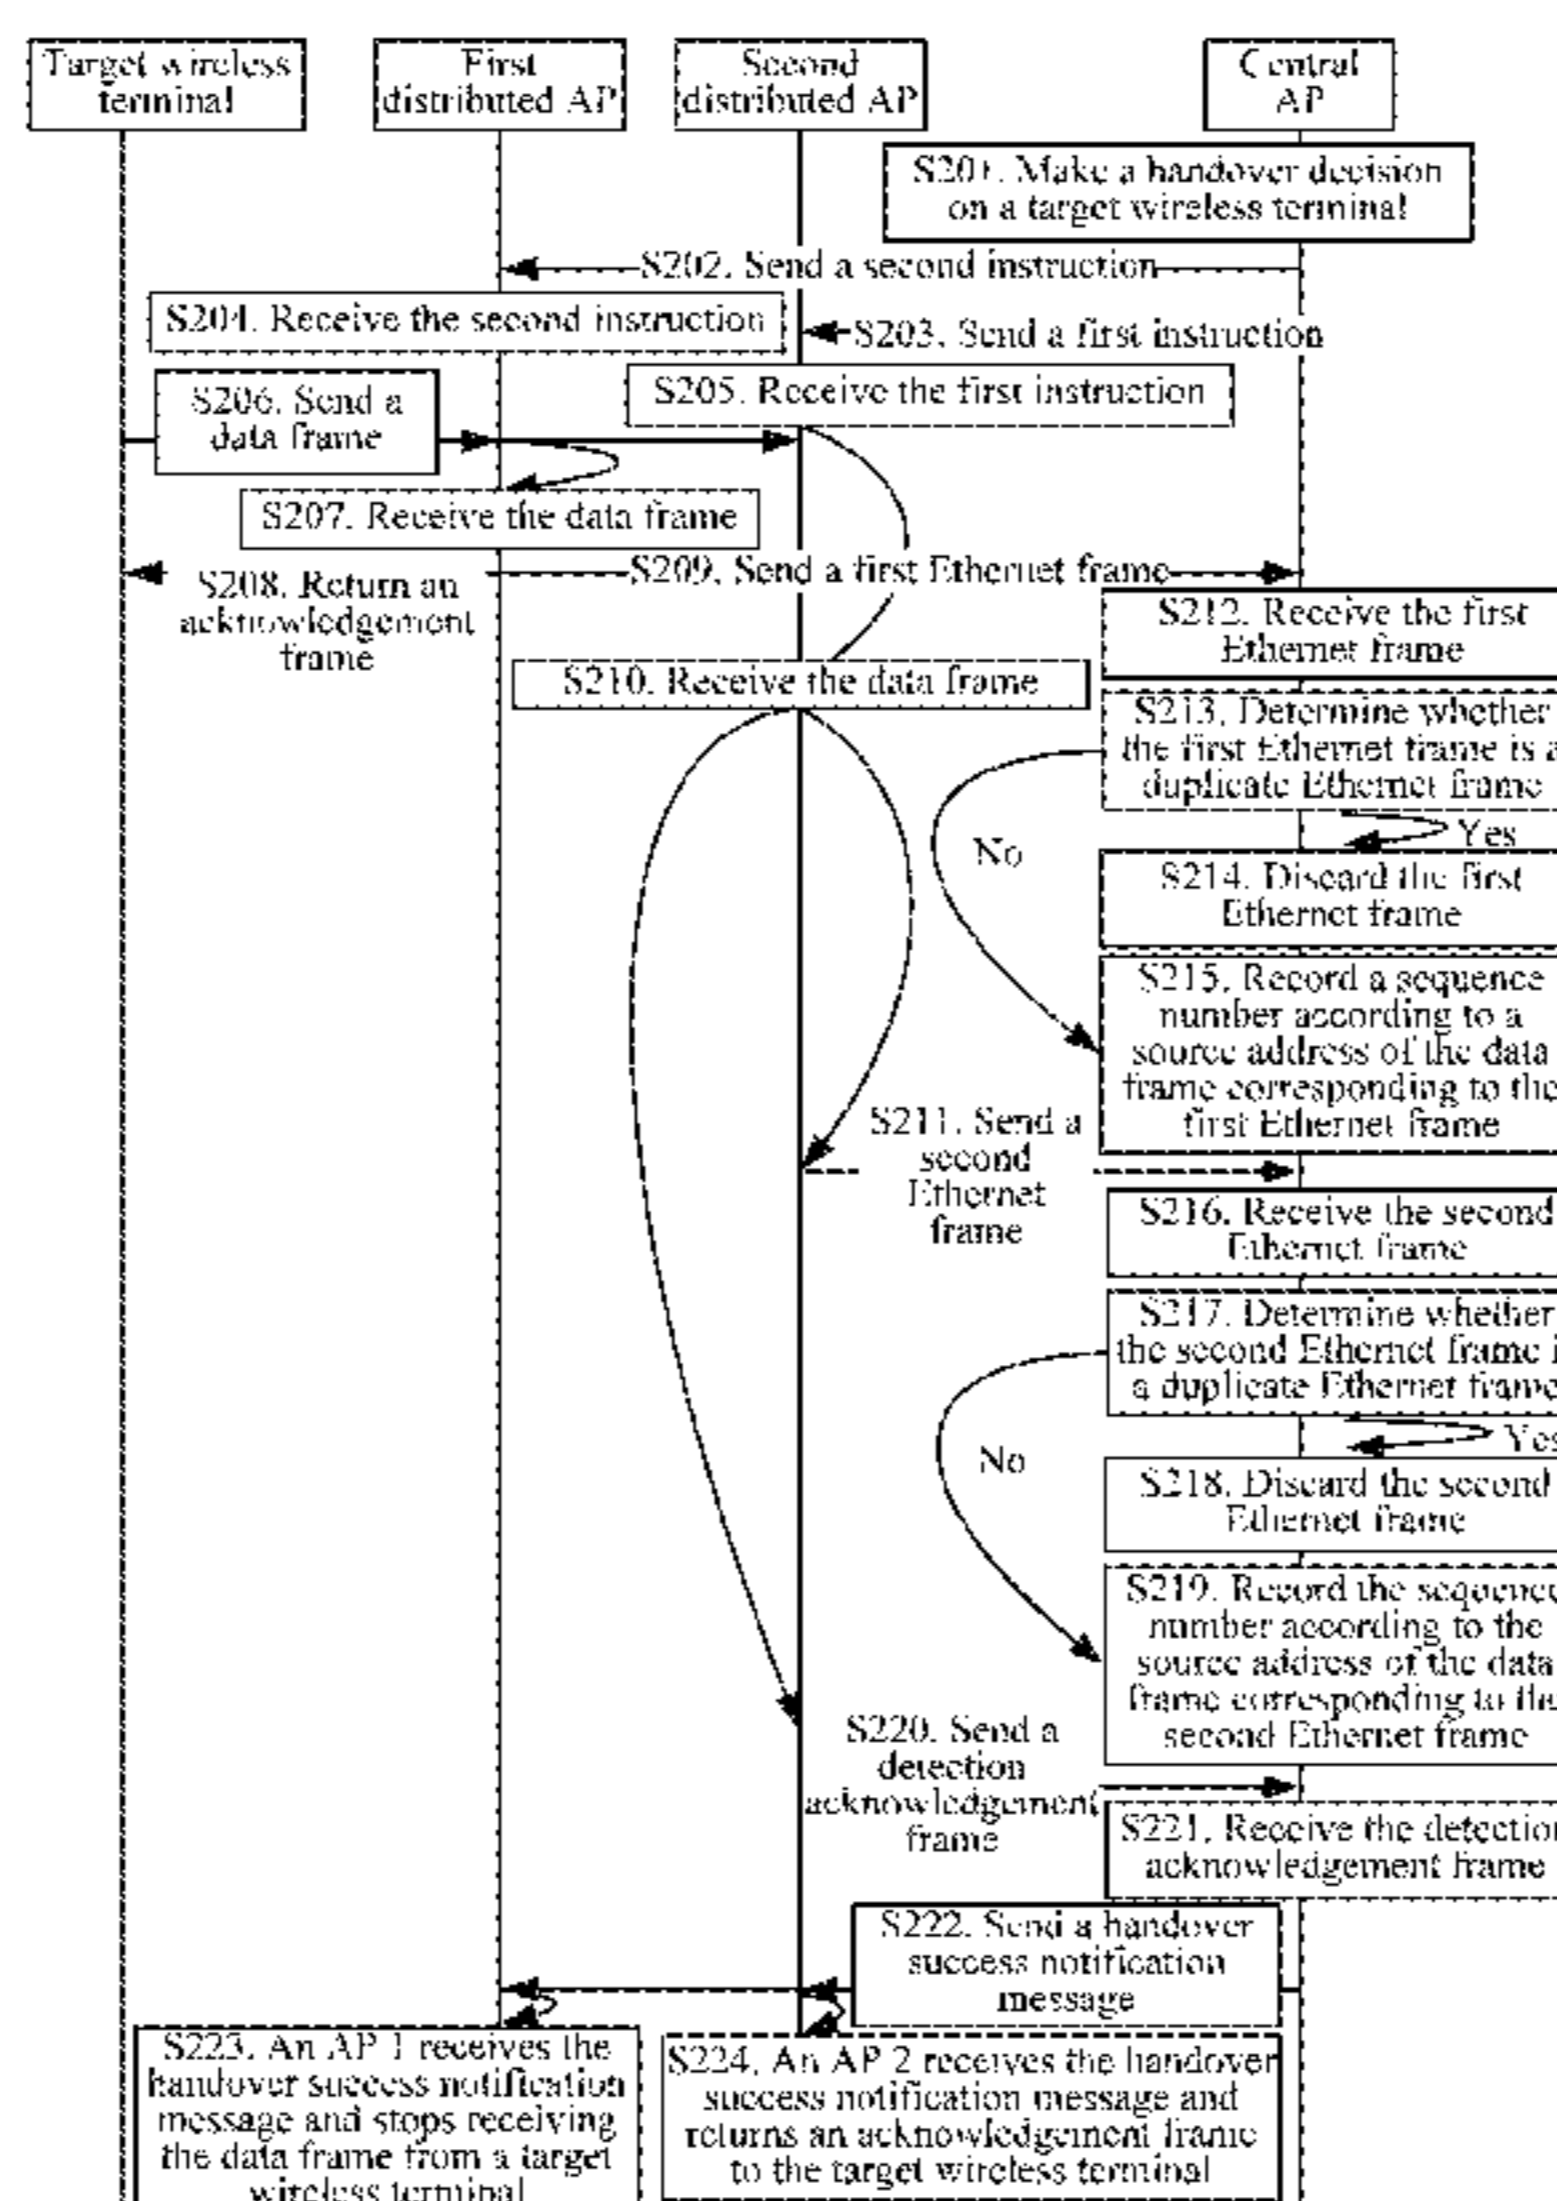 Target wireless
terminal
First
distributed AP
Second
distributed AP
Central
AP
S201. Make a handover decision
on a target wireless terminal
S202. Send a second instruction
S204. Receive the second instruction
S203. Send a first instruction
S206. Send a
data frame
S205. Receive the first instruction
S207. Receive the data frame
S208. Return an
acknowledgement
frame
S209. Send a first Ethernet frame
S212. Receive the first
Ethernet frame
S210. Receive the data frame
S213. Determine whether
the first Ethernet frame is a
duplicate Ethernet frame
No
Yes
S214. Discard the first
Ethernet frame
S215. Record a sequence
number according to a
source address of the data
frame corresponding to the
first Ethernet frame
S211. Send a
second
Ethernet
frame
S216. Receive the second
Ethernet frame
S217. Determine whether
the second Ethernet frame i
a duplicate Ethernet frame
No
Yes
S218. Discard the second
Ethernet frame
S219. Record the sequence
number according to the
source address of the data
frame corresponding to the
second Ethernet frame
S220. Send a
detection
acknowledgement
frame
S221. Receive the detection
acknowledgement frame
S222. Send a handover
success notification
message
S223. An AP 1 receives the
handover success notification
message and stops receiving
the data frame from a target
wireless terminal
S224. An AP 2 receives the handover
success notification message and
returns an acknowledgement frame
to the target wireless terminal